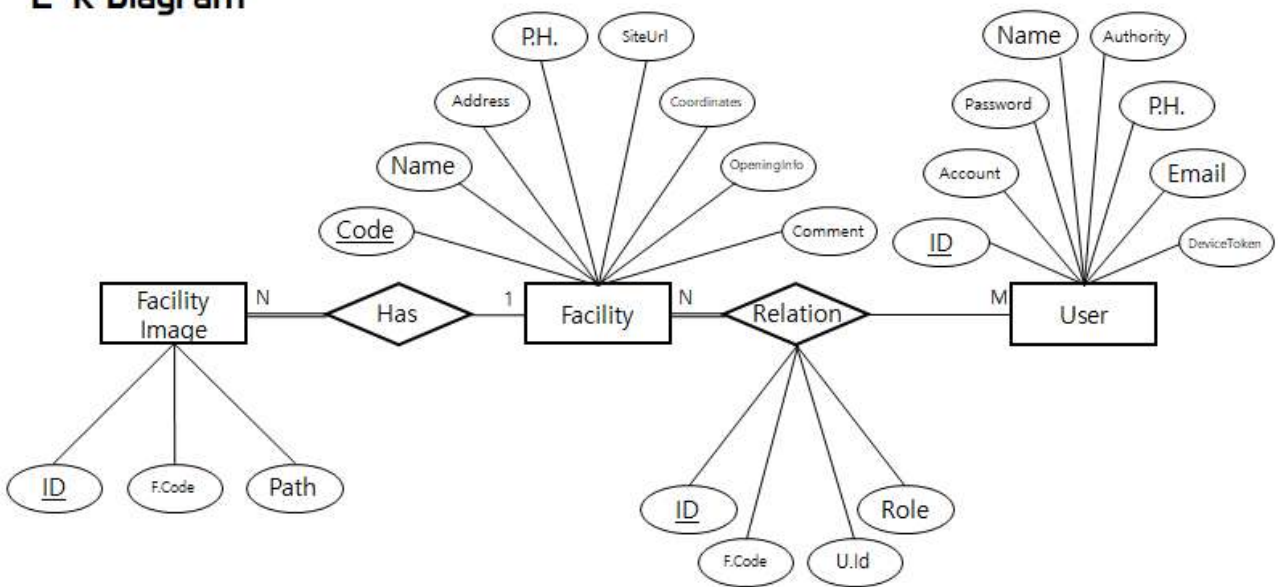 E-R Diagram
P.H.
SiteUrl
Name
Authority
Address
Coordinates
Password
P.H.
Name
OpeningInfo
Account
Email
Code
Comment
ID
DeviceToken
Facility
Image
N
Has
1
Facility
N
Relation
M
User
ID
F.Code
Path
ID
Role
F.Code
U.Id